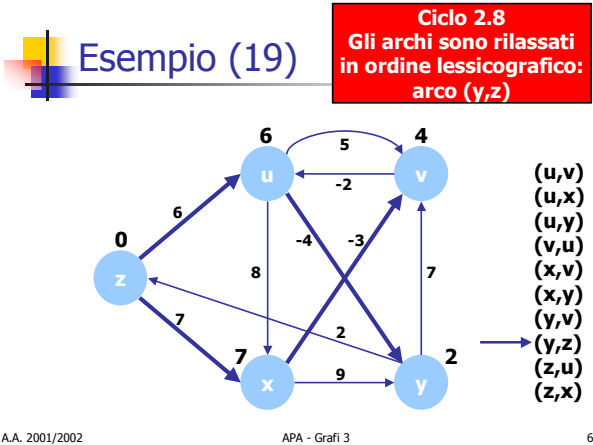 Esempio (19)
Ciclo 2.8
Gli archi sono rilassati
in ordine lessicografico:
arco (y,z)
6
5
4
u
v
-2
6
0
-4
-3
z
8
7
7
2
7
2
x
9
y
(u,v)
(u,x)
(u,y)
(v,u)
(x,v)
(x,y)
(y,v)
(y,z)
(z,u)
(z,x)
A.A. 2001/2002
APA - Grafi 3
6